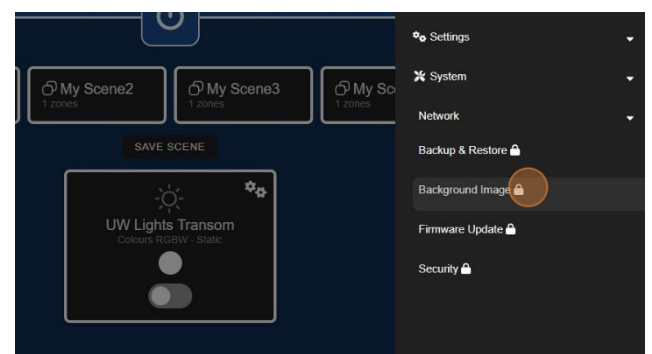 My Scene2
1 zones
My Scene3
1 zones
My Sc
1 zones
SAVE SCENE
UW Lights Transom
Colours RGBW - Static
Settings
System
Network
Backup & Restore
Background Image
Firmware Update
Security